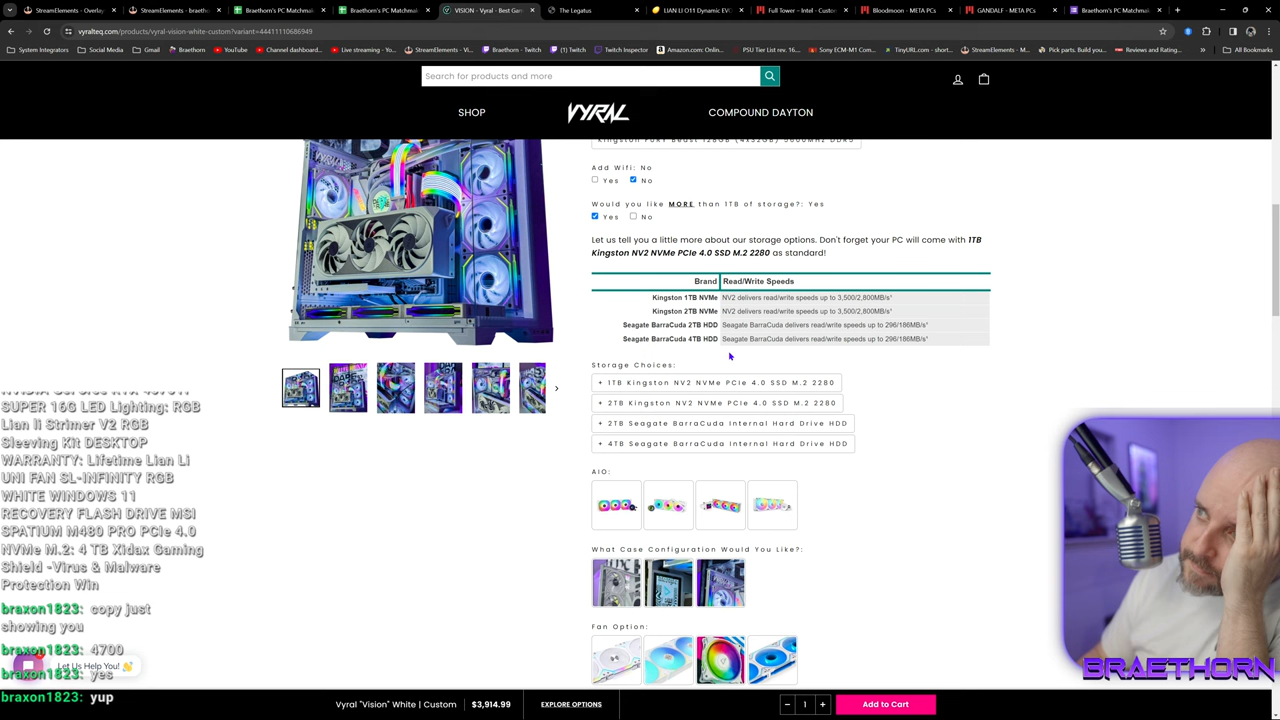 StreamElements - Overlay
StreamElements - braeth
Braethorn's PC Matchmak
Braethorn's PC Matchmak
VISION - Vyral - Best Gam
The Legatus
LIAN LI O11 Dynamic EVO
Full Tower – Intel - Custom
Bloodmoon - META PCs
GANDALF - META PCs
Braethorn's PC Matchmak
vyralteq.com/products/vyral-vision-white-custom?variant=44411110686949
System Integrators
Social Media
Gmail
Braethorn
YouTube
Channel dashboard...
Live streaming - Yo...
StreamElements - Vi...
Braethorn - Twitch
(1) Twitch
Twitch Inspector
Amazon.com: Onlin...
PSU Tier List rev. 16....
Sony ECM-M1 Com...
TinyURL.com - short...
StreamElements - M...
Pick parts. Build you...
Reviews and Rating...
All Bookmarks
Search for products and more
SHOP
VYRAL
COMPOUND DAYTON
Kingston FURY Beast 128GB (4x32GB) 5600MHz DDR5
Add Wifi: No
Yes No
Would you like MORE than 1TB of storage?: Yes
Yes No
Let us tell you a little more about our storage options. Don't forget your PC will come with 1TB
Kingston NV2 NVMe PCIe 4.0 SSD M.2 2280 as standard!
Brand Read/Write Speeds
Kingston 1TB NVMe NV2 delivers read/write speeds up to 3,500/2,800MB/s¹
Kingston 2TB NVMe NV2 delivers read/write speeds up to 3,500/2,800MB/s¹
Seagate BarraCuda 2TB HDD Seagate BarraCuda delivers read/write speeds up to 296/186MB/s¹
Seagate BarraCuda 4TB HDD Seagate BarraCuda delivers read/write speeds up to 296/186MB/s¹
Storage Choices:
+ 1TB Kingston NV2 NVMe PCIe 4.0 SSD M.2 2280
+ 2TB Kingston NV2 NVMe PCIe 4.0 SSD M.2 2280
+ 2TB Seagate BarraCuda Internal Hard Drive HDD
+ 4TB Seagate BarraCuda Internal Hard Drive HDD
AIO:
What Case Configuration Would You Like?:
Fan Option:
SUPER 16G LED Lighting: RGB
Lian li Strimer V2 RGB
Sleeving Kit DESKTOP
WARRANTY: Lifetime Lian Li
UNI FAN SL-INFINITY RGB
WHITE WINDOWS 11
RECOVERY FLASH DRIVE MSI
SPATIUM M480 PRO PCIe 4.0
NVMe M.2: 4 TB Xidax Gaming
Shield -Virus & Malware
Protection Win
braxon1823: copy just
showing you
braxon1823: 4700
braxon1823: yes
braxon1823: yup
Let Us Help You! 👋
BRAETHORN
Vyral "Vision" White | Custom $3,914.99
EXPLORE OPTIONS
− 1 +
Add to Cart